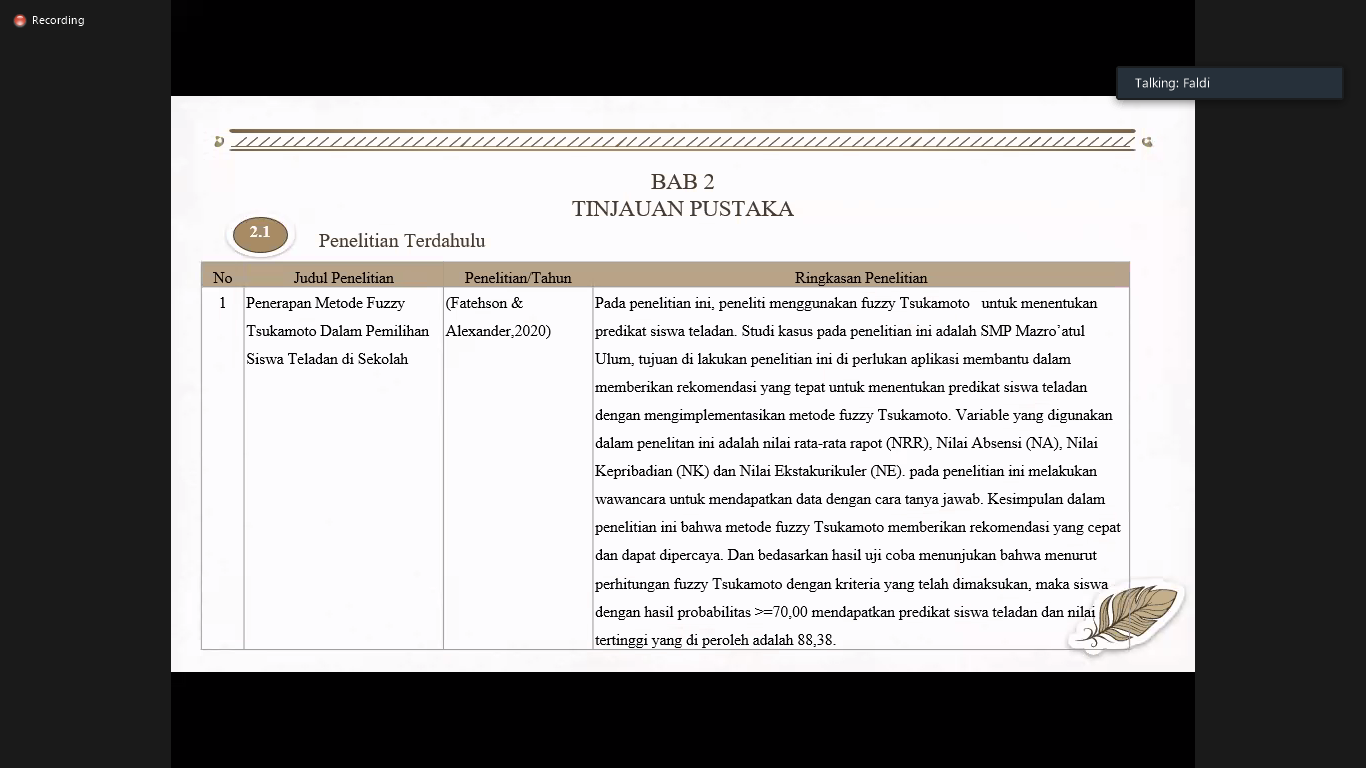 Recording
Talking: Faldi
BAB 2
TINJAUAN PUSTAKA
2.1
Penelitian Terdahulu
No Judul Penelitian Penelitian/Tahun Ringkasan Penelitian
1
Penerapan Metode Fuzzy
Tsukamoto Dalam Pemilihan
Siswa Teladan di Sekolah
(Fatehson &
Alexander,2020)
Pada penelitian ini, peneliti menggunakan fuzzy Tsukamoto untuk menentukan
predikat siswa teladan. Studi kasus pada penelitian ini adalah SMP Mazro’atul
Ulum, tujuan di lakukan penelitian ini di perlukan aplikasi membantu dalam
memberikan rekomendasi yang tepat untuk menentukan predikat siswa teladan
dengan mengimplementasikan metode fuzzy Tsukamoto. Variable yang digunakan
dalam penelitan ini adalah nilai rata-rata rapot (NRR), Nilai Absensi (NA), Nilai
Kepribadian (NK) dan Nilai Ekstakurikuler (NE). pada penelitian ini melakukan
wawancara untuk mendapatkan data dengan cara tanya jawab. Kesimpulan dalam
penelitian ini bahwa metode fuzzy Tsukamoto memberikan rekomendasi yang cepat
dan dapat dipercaya. Dan bedasarkan hasil uji coba menunjukan bahwa menurut
perhitungan fuzzy Tsukamoto dengan kriteria yang telah dimaksukan, maka siswa
dengan hasil probabilitas >=70,00 mendapatkan predikat siswa teladan dan nilai
tertinggi yang di peroleh adalah 88,38.